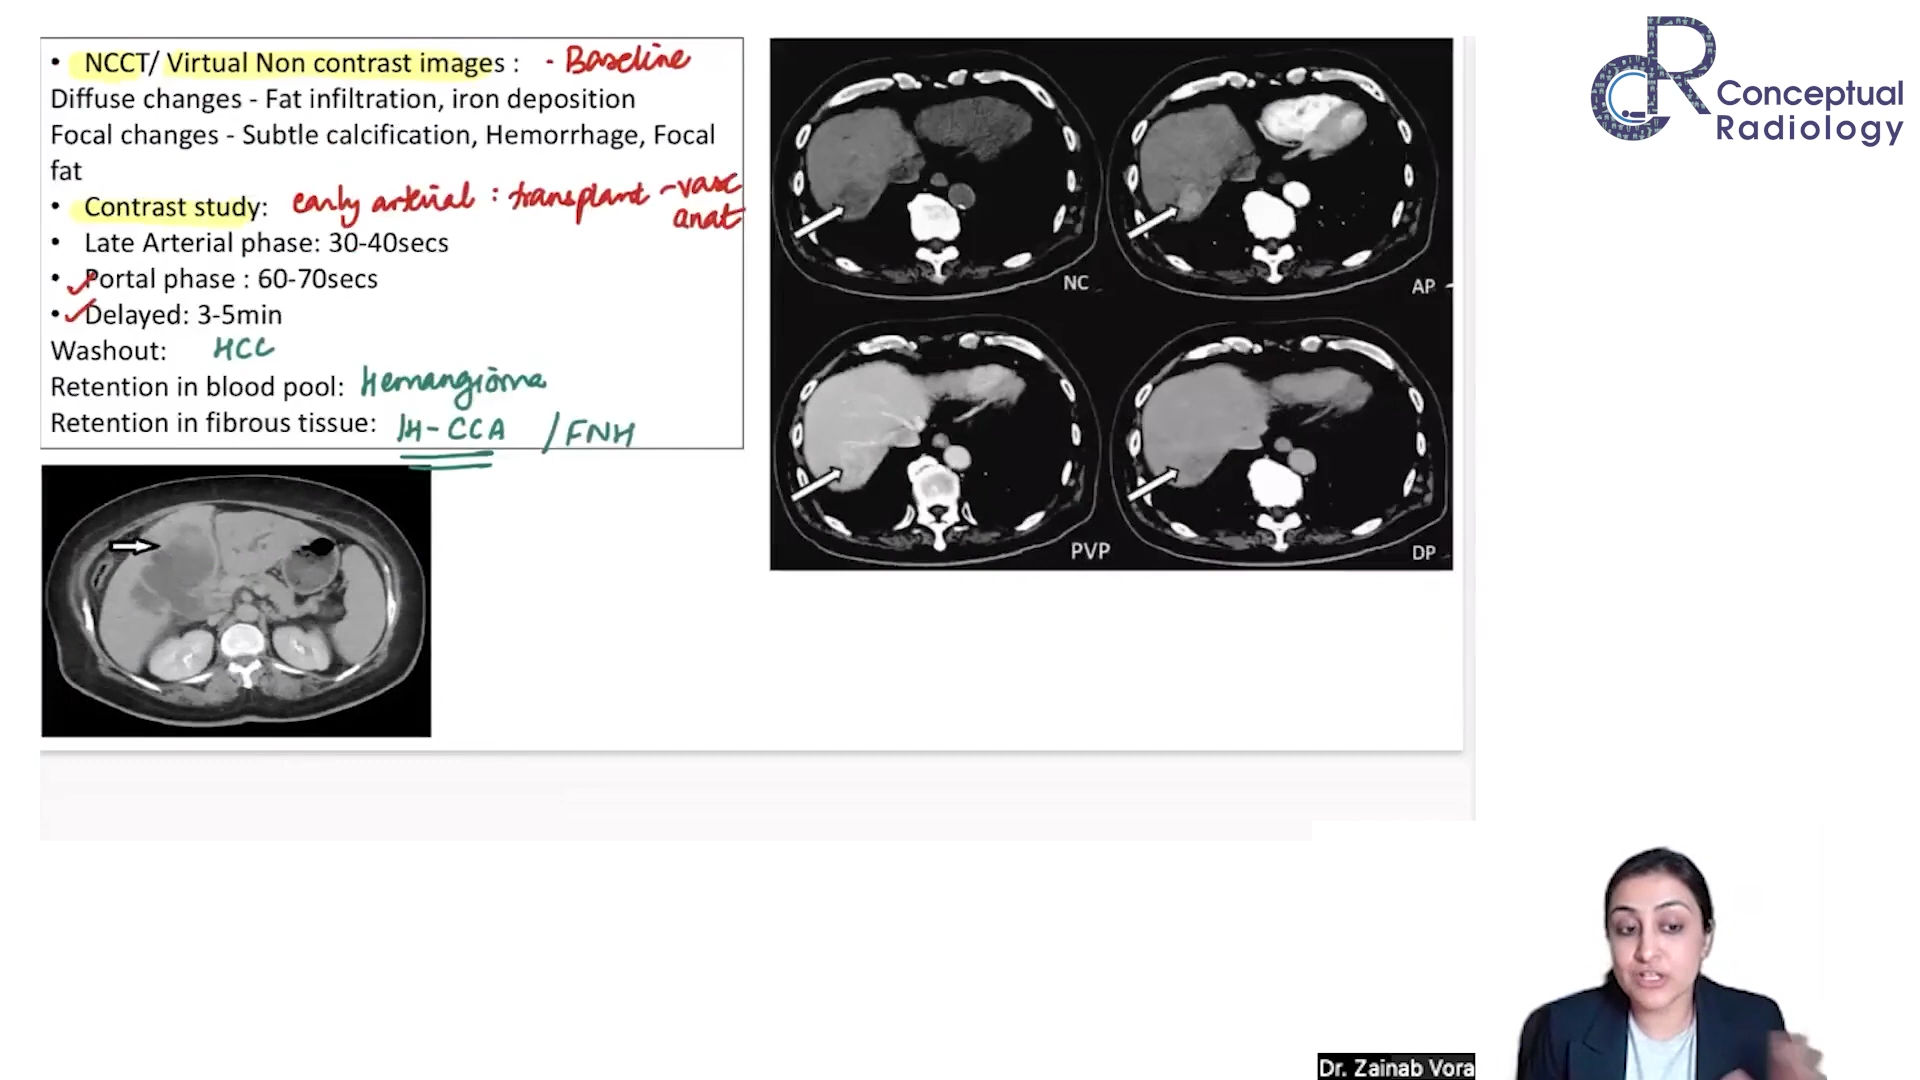 • NCCT/ Virtual Non contrast images : - Baseline
Diffuse changes - Fat infiltration, iron deposition
Focal changes - Subtle calcification, Hemorrhage, Focal
fat
• Contrast study: early arterial : transplant - vasc
anat
• Late Arterial phase: 30-40secs
• Portal phase : 60-70secs
• Delayed: 3-5min
Washout: HCC
Retention in blood pool: Hemangioma
Retention in fibrous tissue: IH-CCA / FNH
NC
AP
PVP
DP
CR
Conceptual
Radiology
Dr. Zainab Vora